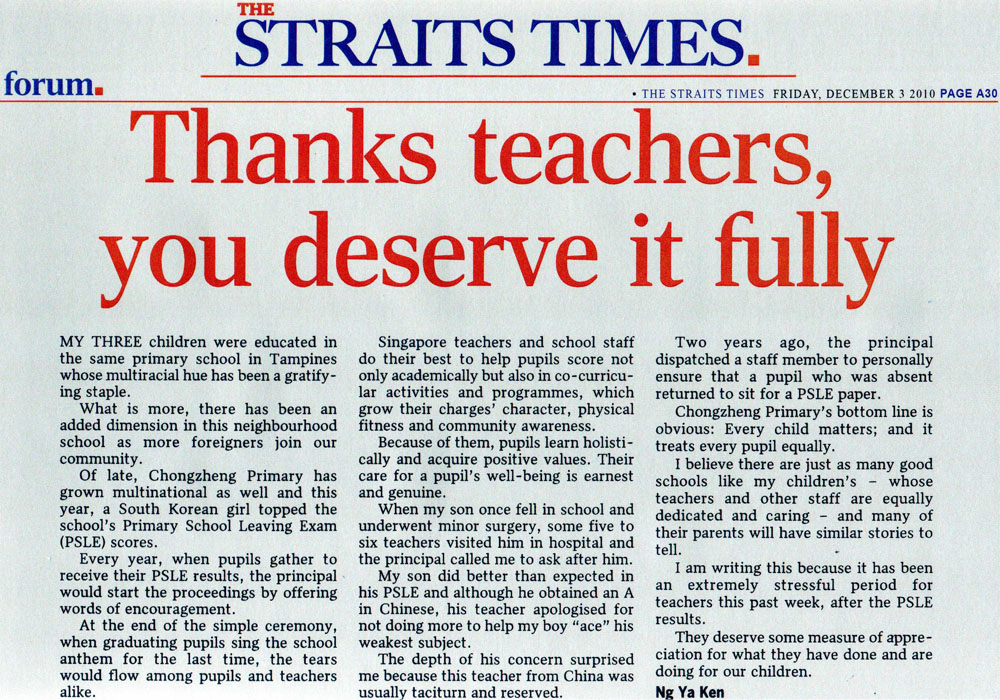 THE
STRAITS TIMES.
forum.
• THE STRAITS TIMES FRIDAY, DECEMBER 3 2010 PAGE A30
Thanks teachers,
you deserve it fully
MY THREE children were educated in
the same primary school in Tampines
whose multiracial hue has been a gratify-
ing staple.
What is more, there has been an
added dimension in this neighbourhood
school as more foreigners join our
community.
Of late, Chongzheng Primary has
grown multinational as well and this
year, a South Korean girl topped the
school's Primary School Leaving Exam
(PSLE) scores.
Every year, when pupils gather to
receive their PSLE results, the principal
would start the proceedings by offering
words of encouragement.
At the end of the simple ceremony,
when graduating pupils sing the school
anthem for the last time, the tears
would flow among pupils and teachers
alike.
Singapore teachers and school staff
do their best to help pupils score not
only academically but also in co-curricu-
lar activities and programmes, which
grow their charges' character, physical
fitness and community awareness.
Because of them, pupils learn holisti-
cally and acquire positive values. Their
care for a pupil's well-being is earnest
and genuine.
When my son once fell in school and
underwent minor surgery, some five to
six teachers visited him in hospital and
the principal called me to ask after him.
My son did better than expected in
his PSLE and although he obtained an A
in Chinese, his teacher apologised for
not doing more to help my boy "ace" his
weakest subject.
The depth of his concern surprised
me because this teacher from China was
usually taciturn and reserved.
Two years ago, the principal
dispatched a staff member to personally
ensure that a pupil who was absent
returned to sit for a PSLE paper.
Chongzheng Primary's bottom line is
obvious: Every child matters; and it
treats every pupil equally.
I believe there are just as many good
schools like my children's – whose
teachers and other staff are equally
dedicated and caring – and many of
their parents will have similar stories to
tell.
I am writing this because it has been
an extremely stressful period for
teachers this past week, after the PSLE
results.
They deserve some measure of appre-
ciation for what they have done and are
doing for our children.
Ng Ya Ken